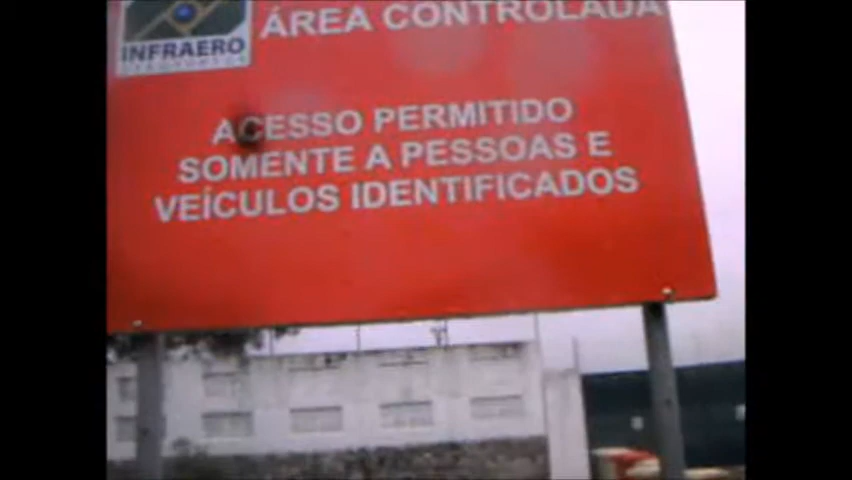 INFRAERO
ÁREA CONTROLADA
ACESSO PERMITIDO
SOMENTE A PESSOAS E
VEÍCULOS IDENTIFICADOS